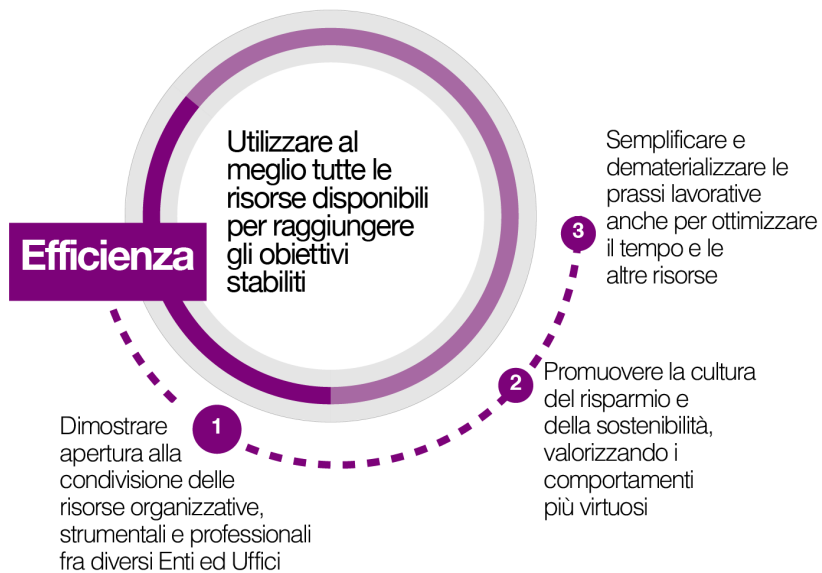 Efficienza
Utilizzare al
meglio tutte le
risorse disponibili
per raggiungere
gli obiettivi
stabiliti
1
Dimostrare
apertura alla
condivisione delle
risorse organizzative,
strumentali e professionali
fra diversi Enti ed Uffici
2
Promuovere la cultura
del risparmio e
della sostenibilità,
valorizzando i
comportamenti
più virtuosi
3
Semplificare e
dematerializzare le
prassi lavorative
anche per ottimizzare
il tempo e le
altre risorse